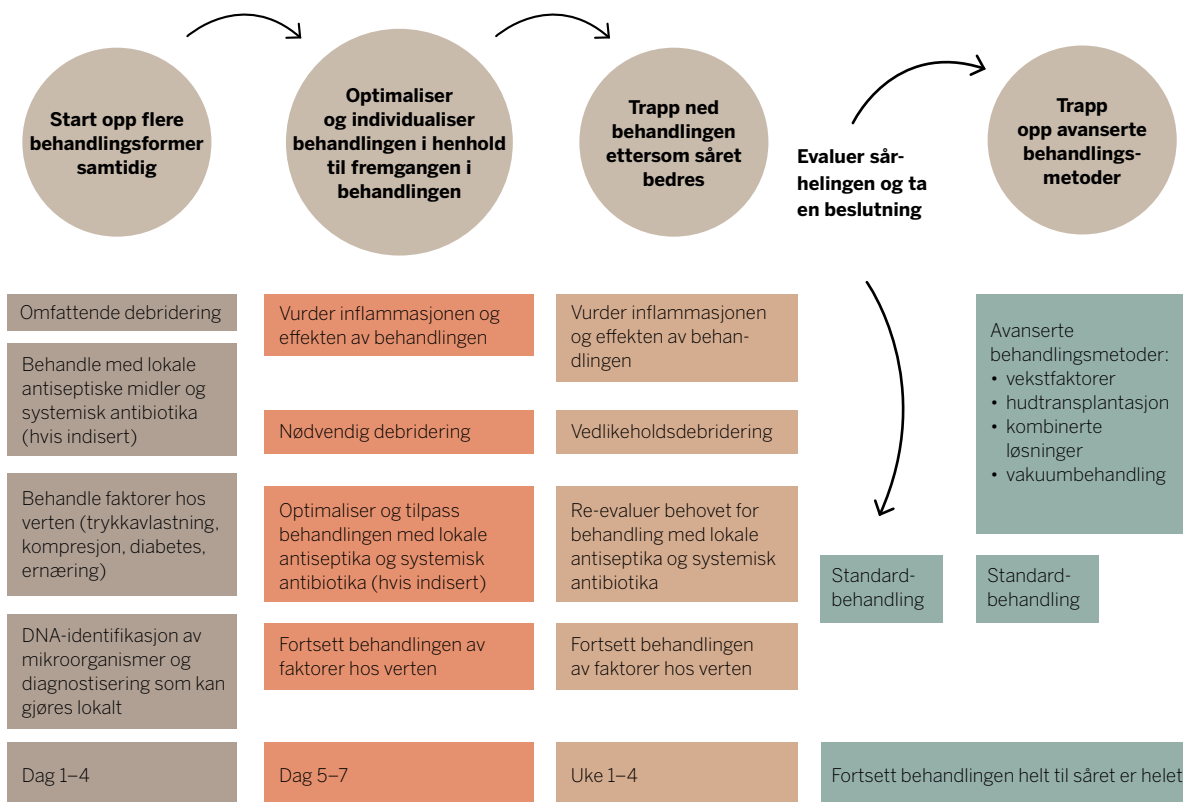 Start opp flere
behandlingsformer
samtidig
Optimaliser
og individualiser
behandlingen i henhold
til fremgangen i
behandlingen
Trapp ned
behandlingen
ettersom såret
bedres
Evaluer sår-
helingen og ta
en beslutning
Trapp
opp avanserte
behandlings-
metoder
Omfattende debridering
Behandle med lokale
antiseptiske midler og
systemisk antibiotika
(hvis indisert)
Behandle faktorer hos
verten (trykkavlastning,
kompresjon, diabetes,
ernæring)
DNA-identifikasjon av
mikroorganismer og
diagnostisering som kan
gjøres lokalt
Dag 1–4
Vurder inflammasjonen og
effekten av behandlingen
Nødvendig debridering
Optimaliser og tilpass
behandlingen med lokale
antiseptika og systemisk
antibiotika (hvis indisert)
Fortsett behandlingen av
faktorer hos verten
Dag 5–7
Vurder inflammasjonen
og effekten av behan-
dlingen
Vedlikeholdsdebridering
Re-evaluer behovet for
behandling med lokale
antiseptika og systemisk
antibiotika
Fortsett behandlingen
av faktorer hos verten
Uke 1–4
Standard-
behandling
Avanserte
behandlingsmetoder:
• vekstfaktorer
• hudtransplantasjon
• kombinerte
løsninger
• vakuumbehandling
Standard-
behandling
Fortsett behandlingen helt til såret er helet